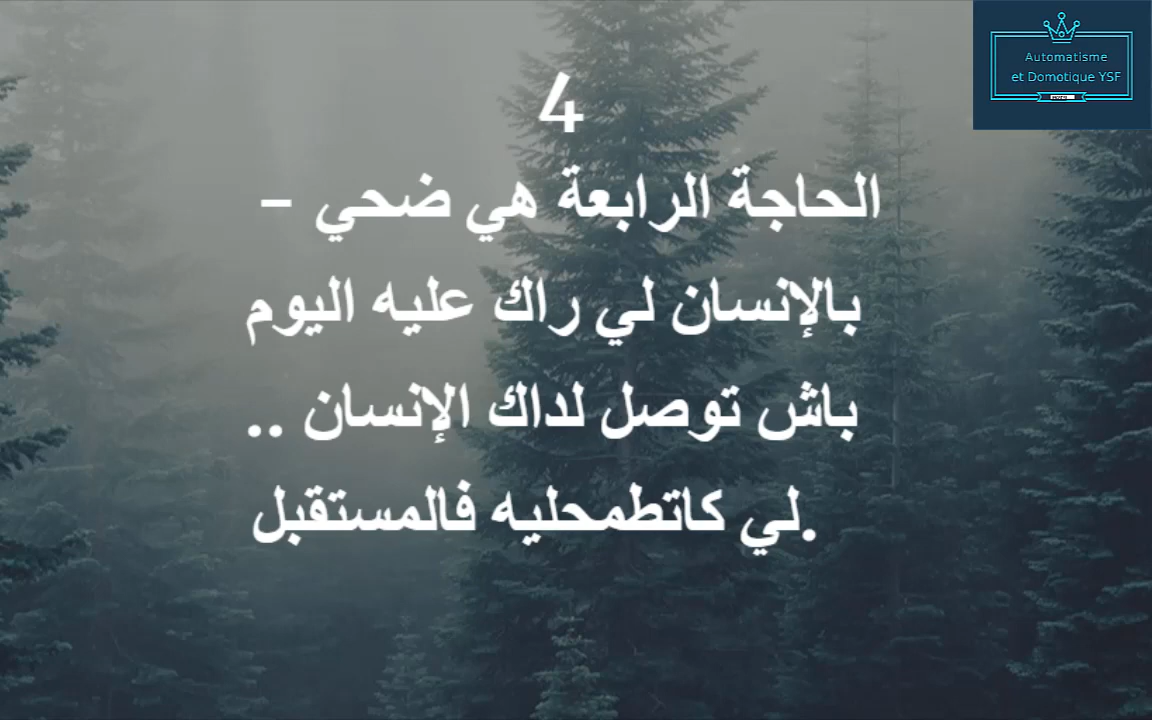 Automatisme
et Domotique YSF
4
الحاجة الرابعة هي ضحي –
بالإنسان لي راك عليه اليوم
باش توصل لداك الإنسان ..
.لي كاتطمحليه فالمستقبل